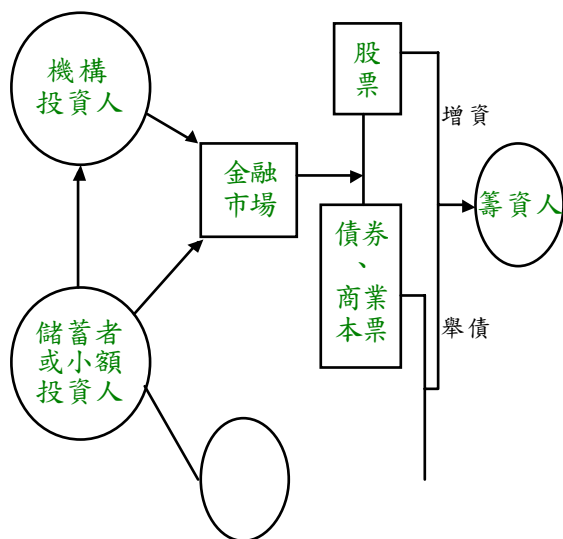 機構
投資人
股
票
增資
金融
市場
籌資人
債券
、
商業
本票
舉債
儲蓄者
或小額
投資人